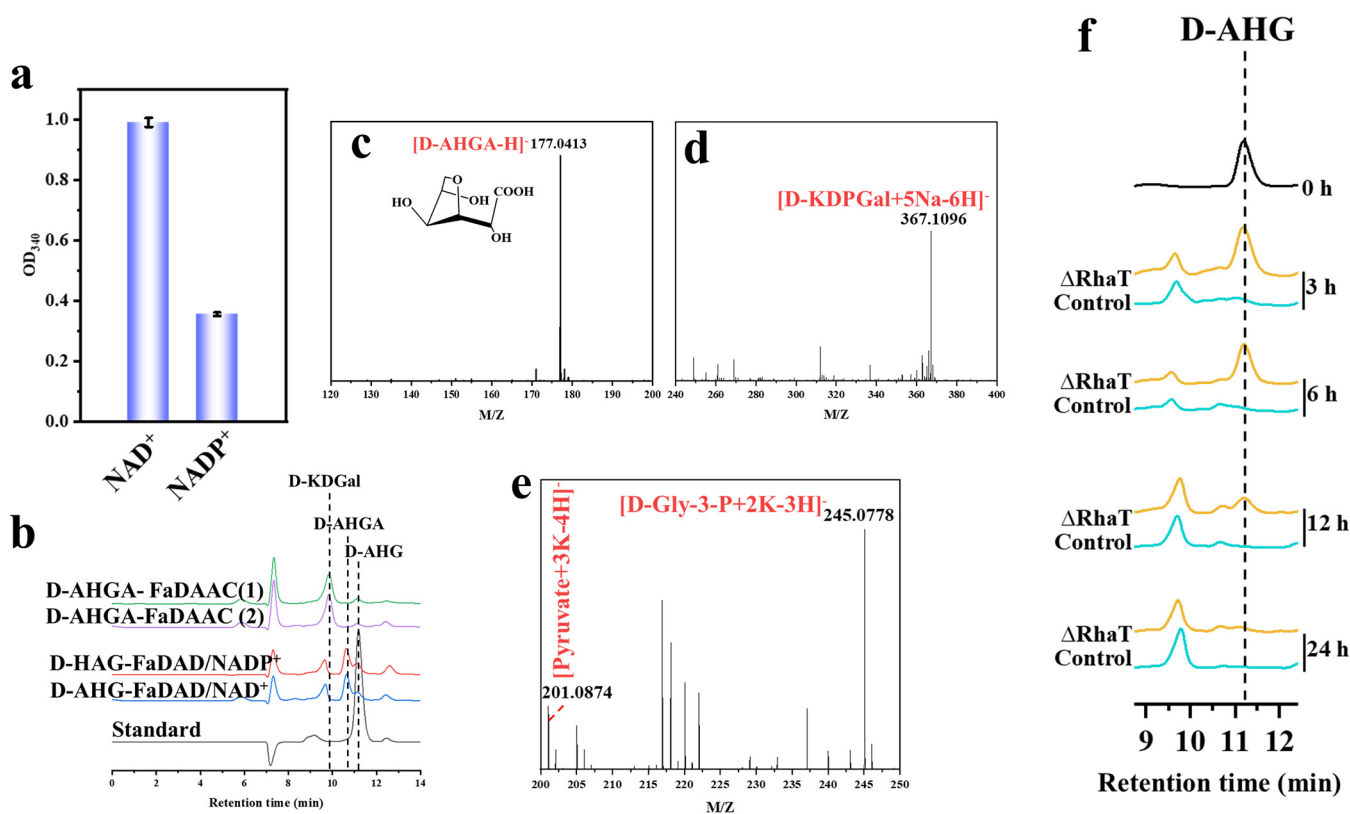 a
OD340
1.0
0.8
0.6
0.4
0.2
0.0
NAD+
NADP+
b
D-KDGal
D-AHGA
D-AHG
D-AHGA- FaDAAC(1)
D-AHGA-FaDAAC (2)
D-HAG-FaDAD/NADP+
D-AHG-FaDAD/NAD+
Standard
0 2 4 6 8 10 12 14
Retention time (min)
c
[D-AHGA-H]- 177.0413
O
COOH
OH
HO
OH
120 130 140 150 160 170 180 190 200
M/Z
d
[D-KDPGal+5Na-6H]-
367.1096
240 260 280 300 320 340 360 380 400
M/Z
e
[Pyruvate+3K-4H]-
[D-Gly-3-P+2K-3H]- 245.0778
201.0874
200 205 210 215 220 225 230 235 240 245 250
M/Z
f
D-AHG
0 h
ΔRhaT
Control
3 h
ΔRhaT
Control
6 h
ΔRhaT
Control
12 h
ΔRhaT
Control
24 h
9 10 11 12
Retention time (min)